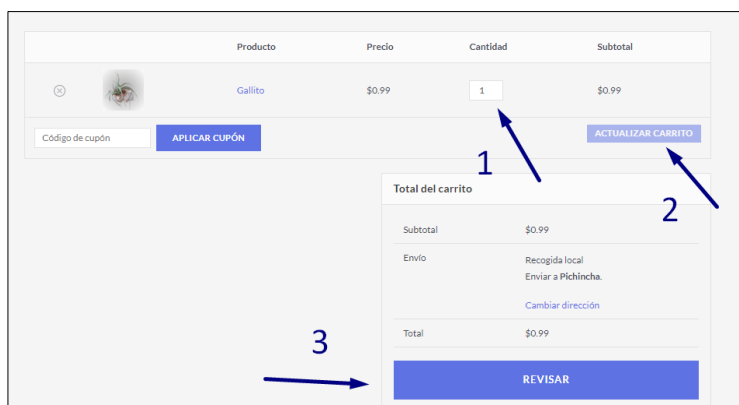 Producto Precio Cantidad Subtotal
Gallito $0.99 1 $0.99
Código de cupón APLICAR CUPÓN ACTUALIZAR CARRITO
1
2
Total del carrito
Subtotal $0.99
Envío Recogida local
Enviar a Pichincha.
Cambiar dirección
Total $0.99
3
REVISAR